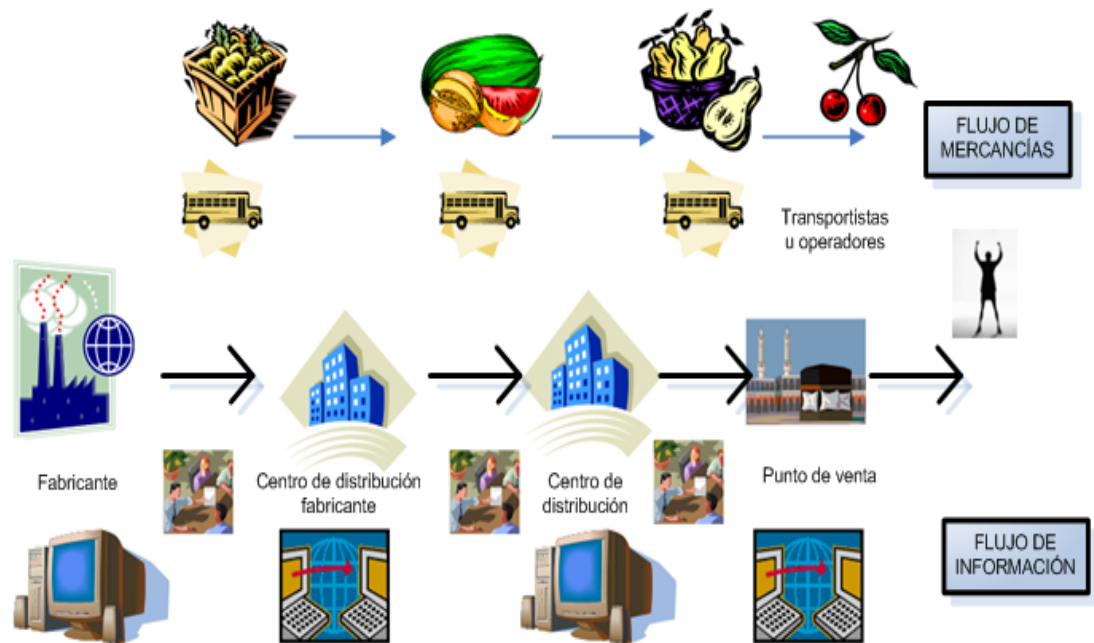 FLUJO DE
MERCANCÍAS
Transportistas
u operadores
Fabricante
Centro de distribución
fabricante
Centro de
distribución
Punto de venta
FLUJO DE
INFORMACIÓN